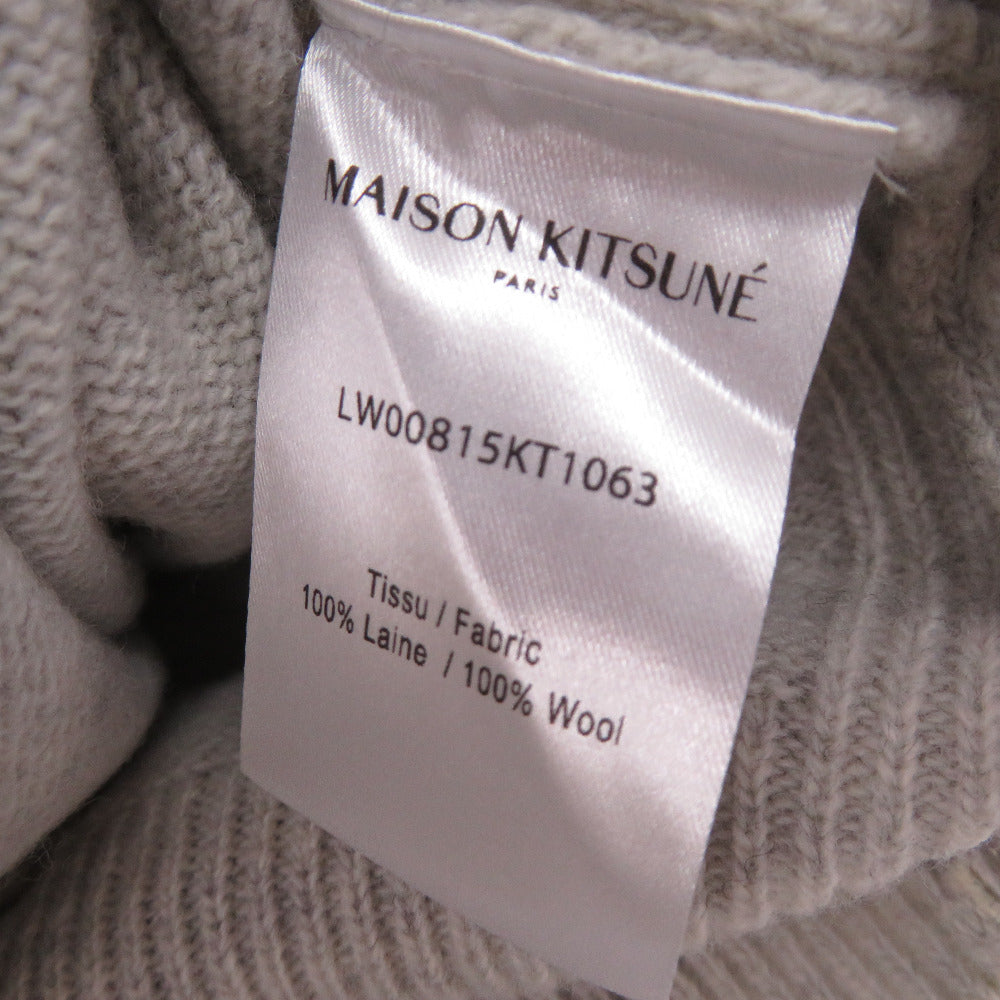 MAISON KITSUNÉ
PARIS
LW00815KT1063
Tissu / Fabric
100% Laine / 100% Wool